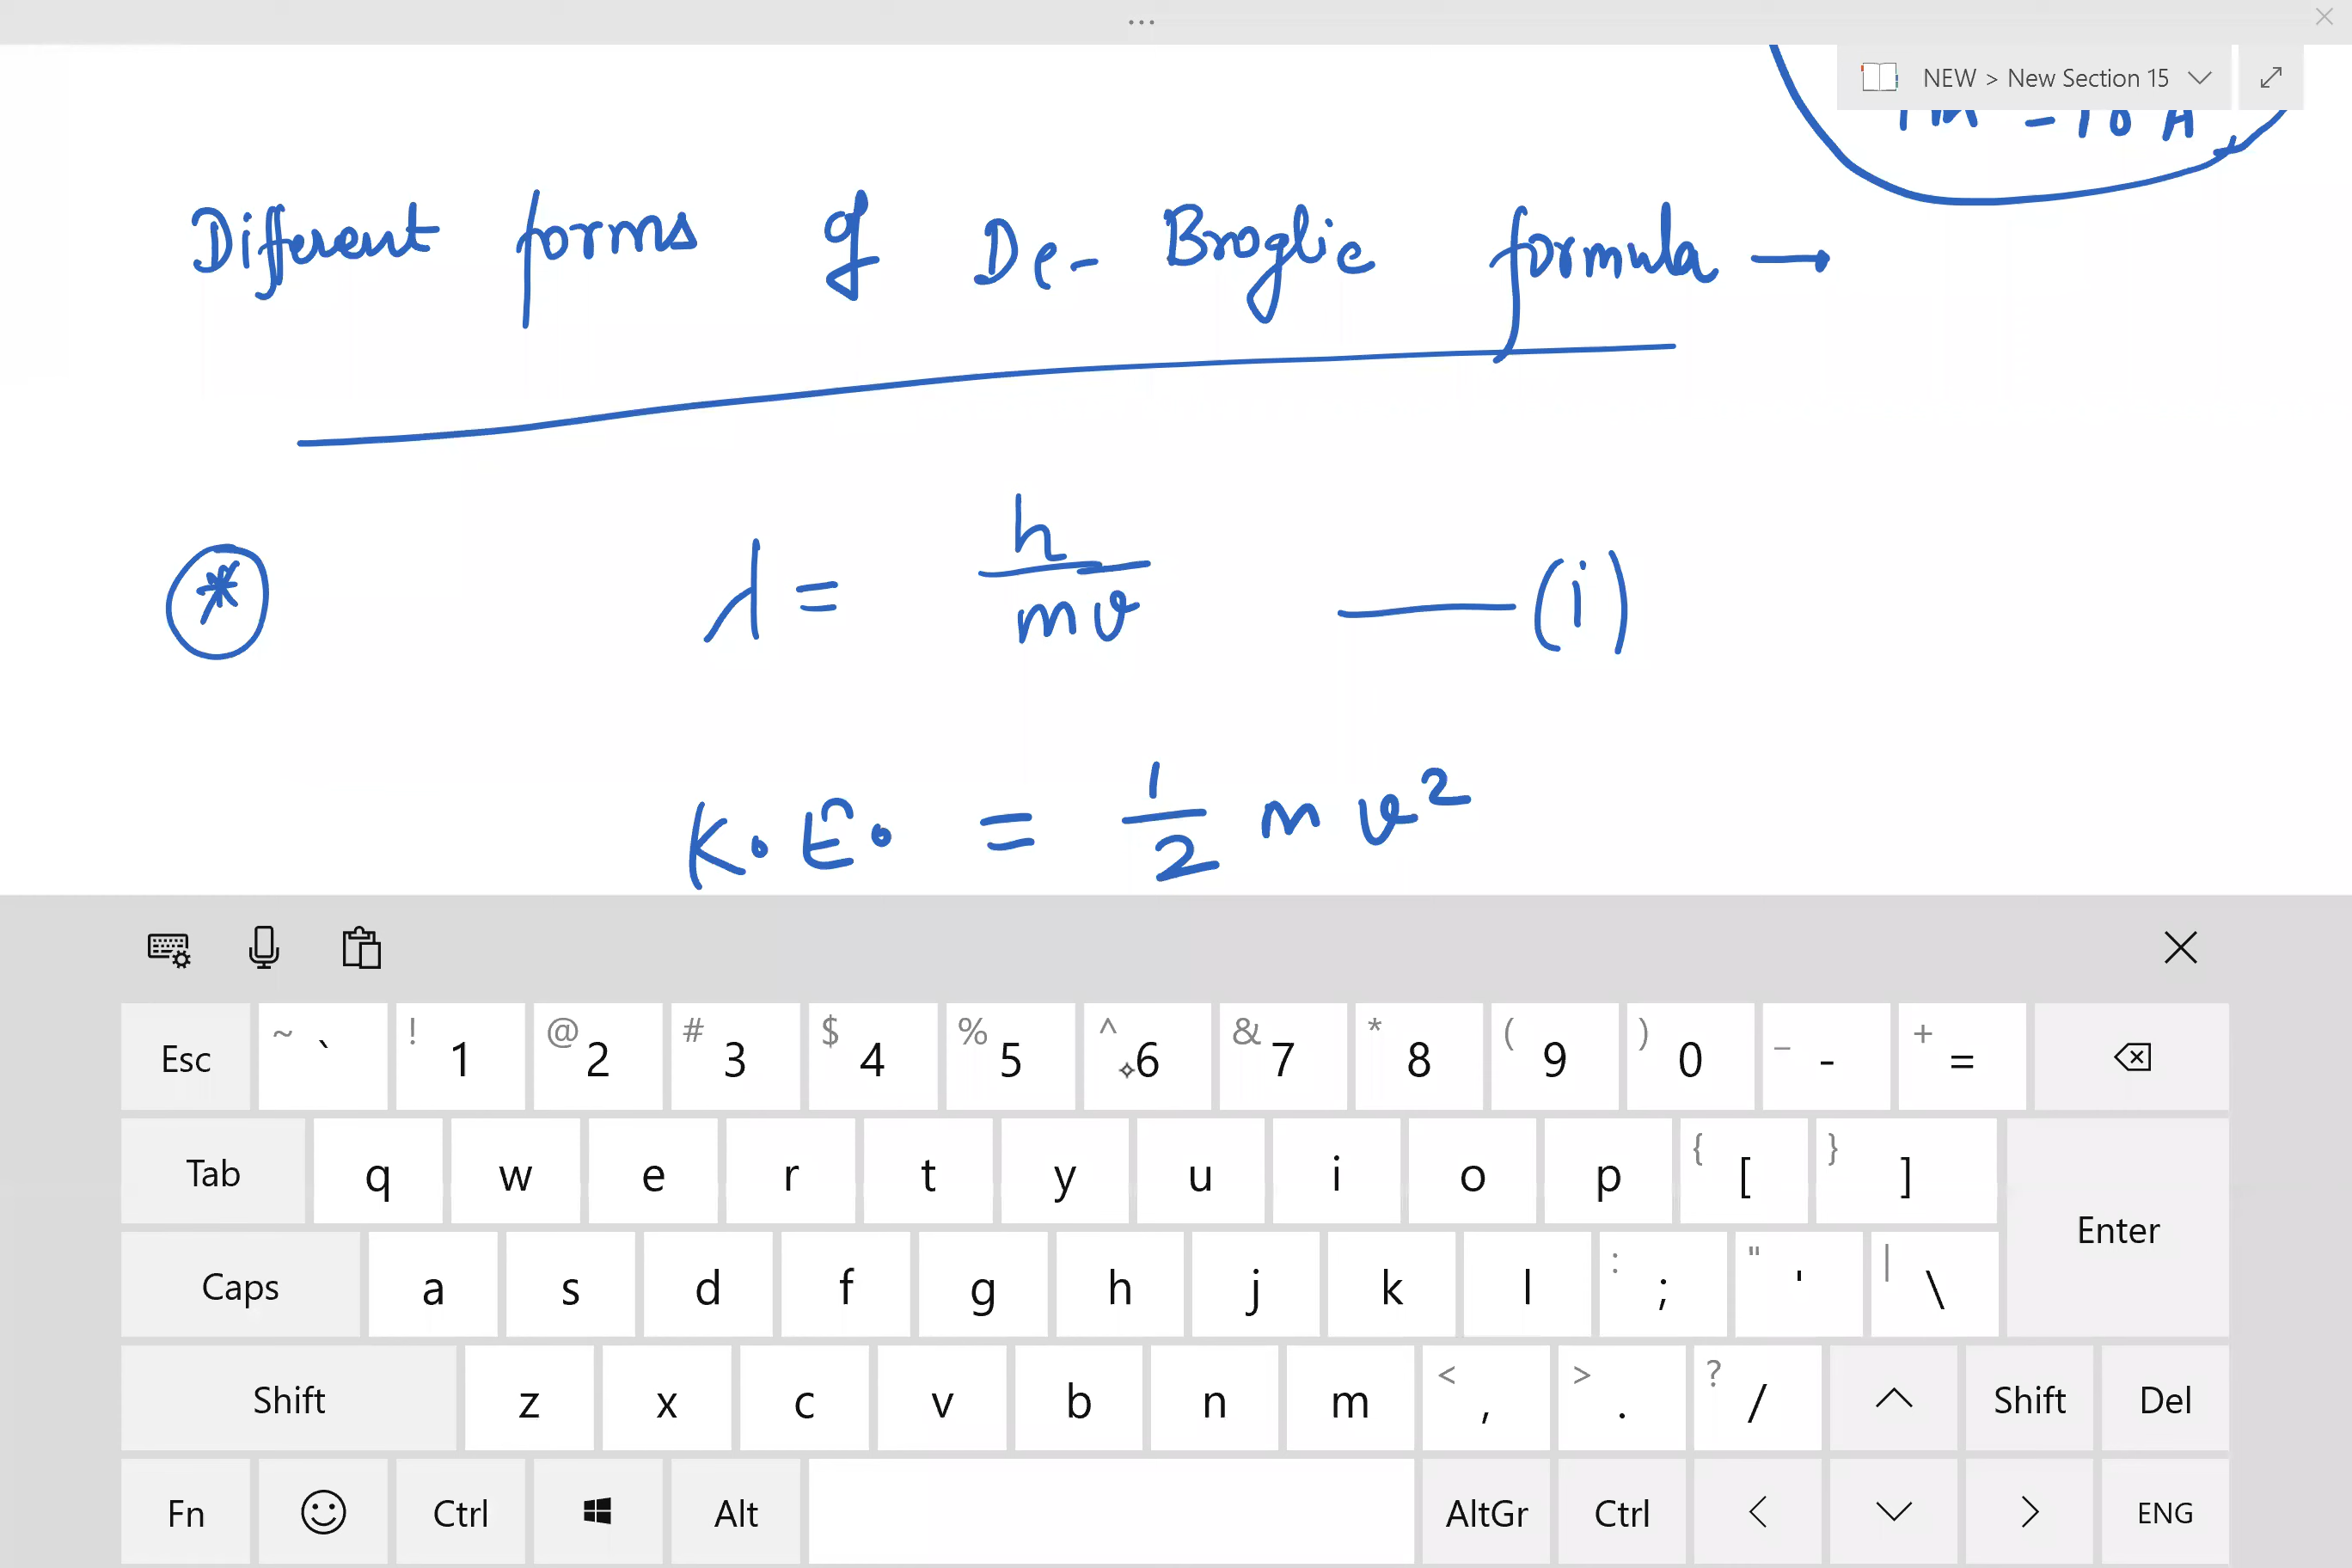 NEW > New Section 15
Different forms of De- Broglie formula →
* λ = h/mv —— (i)
K.E. = 1/2 mv²
Esc ~ ` ! 1 @ 2 # 3 $ 4 % 5 ^ 6 & 7 * 8 ( 9 ) 0 _ - + =
Tab q w e r t y u i o p { [ } ]
Enter
Caps a s d f g h j k l : ; " ' | \
Shift z x c v b n m < , > . ? / Shift Del
Fn Ctrl Alt AltGr Ctrl ENG